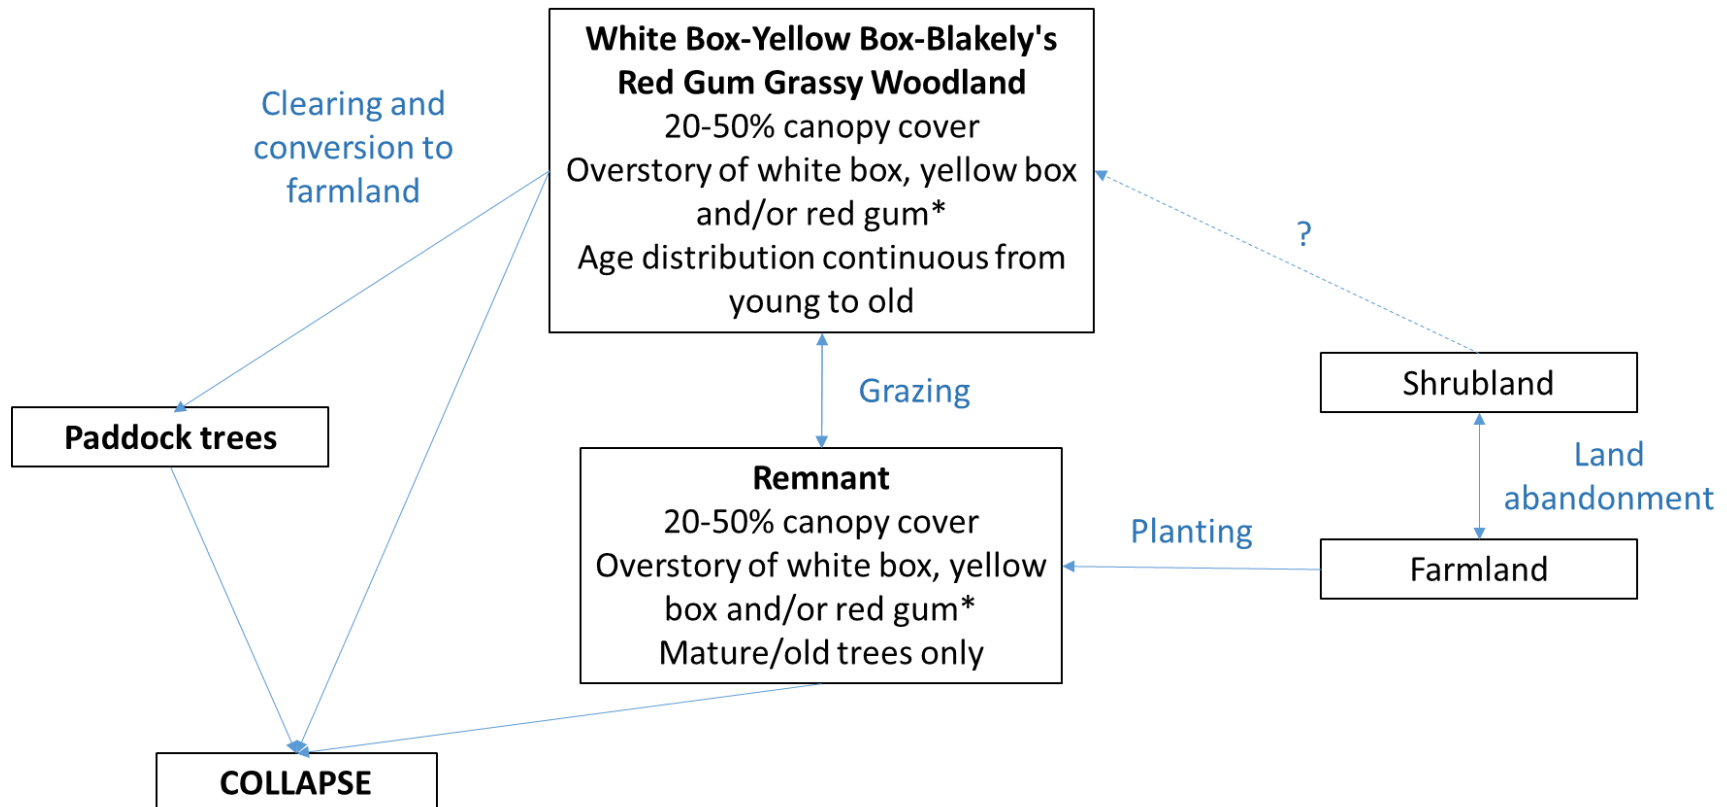 White Box-Yellow Box-Blakely's
Red Gum Grassy Woodland
20-50% canopy cover
Overstory of white box, yellow box
and/or red gum*
Age distribution continuous from
young to old
Clearing and
conversion to
farmland
?
Shrubland
Grazing
Paddock trees
Land
abandonment
Remnant
20-50% canopy cover
Overstory of white box, yellow
box and/or red gum*
Mature/old trees only
Planting
Farmland
COLLAPSE